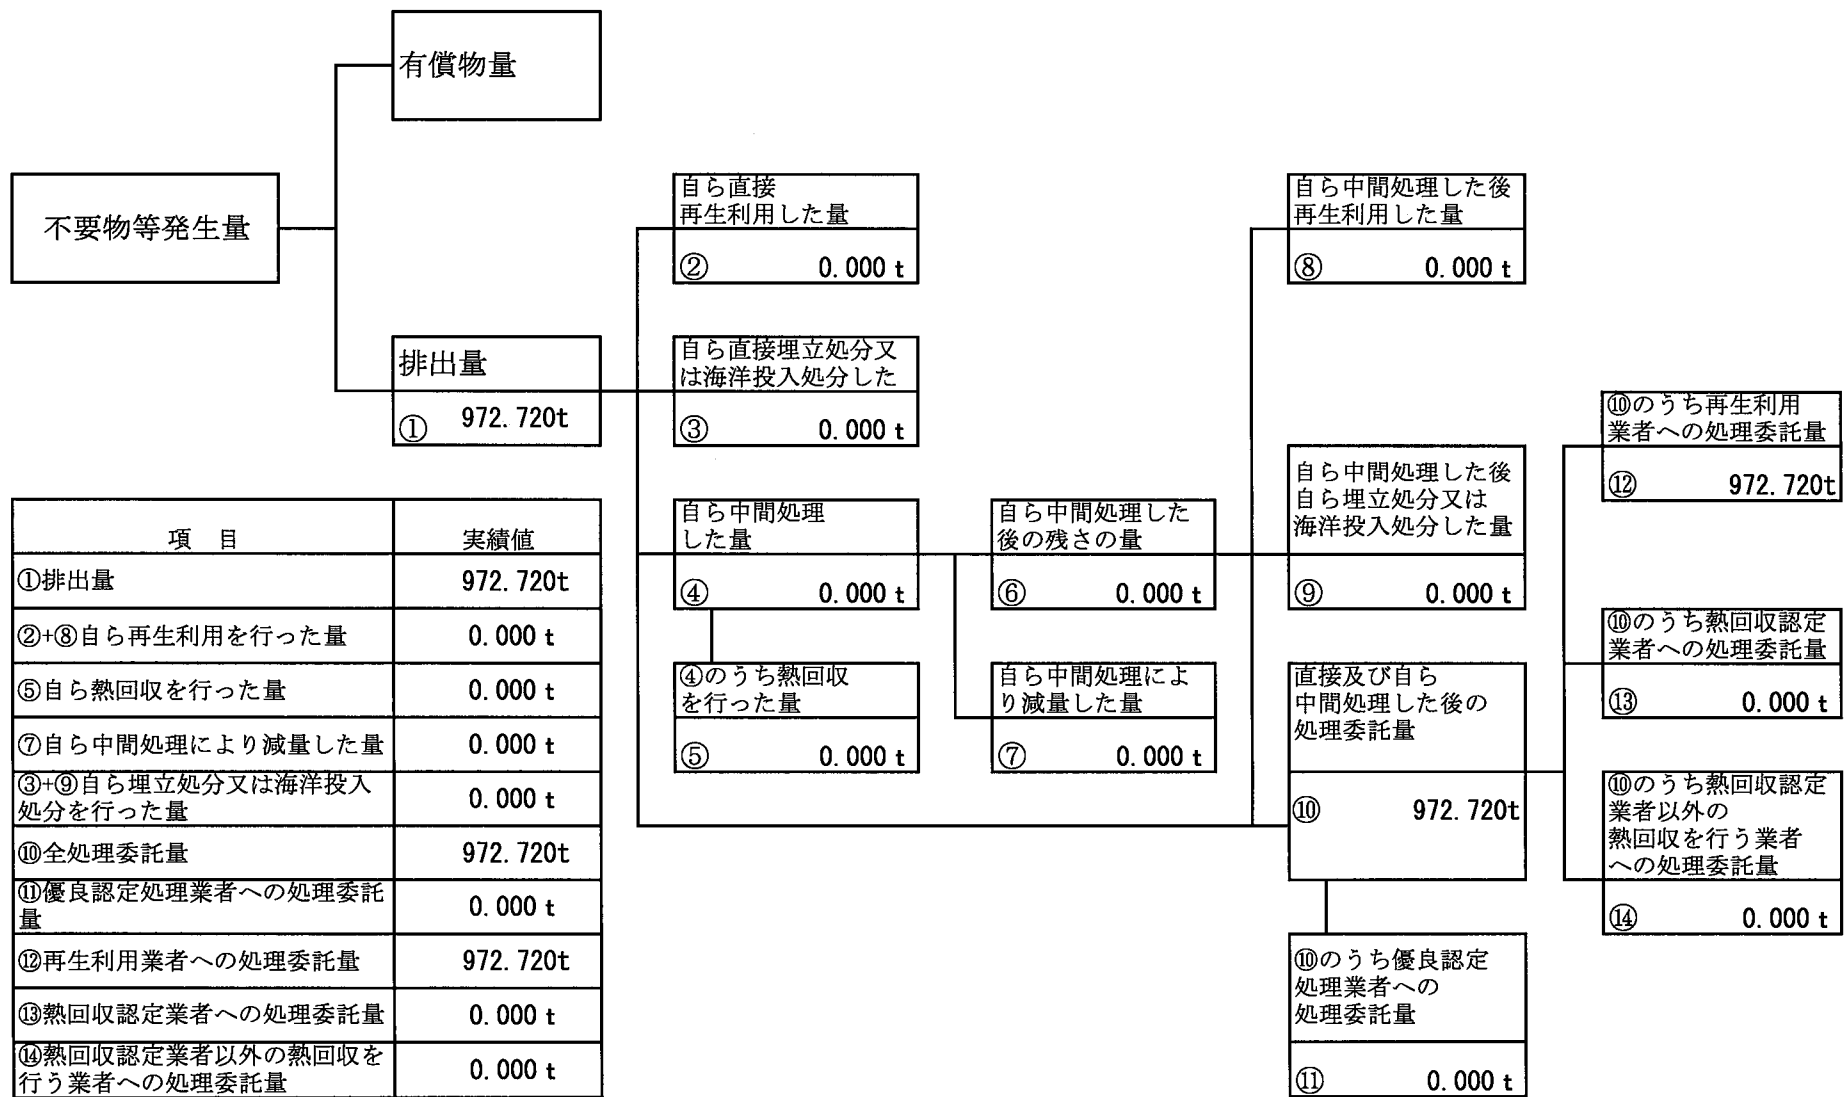 有償物量
不要物等発生量
排出量
① 972.720t
自ら直接
再生利用した量
② 0.000 t
自ら直接埋立処分又
は海洋投入処分した
③ 0.000 t
自ら中間処理
した量
④ 0.000 t
④のうち熱回収
を行った量
⑤ 0.000 t
自ら中間処理した
後の残さの量
⑥ 0.000 t
自ら中間処理によ
り減量した量
⑦ 0.000 t
自ら中間処理した後
再生利用した量
⑧ 0.000 t
自ら中間処理した後
自ら埋立処分又は
海洋投入処分した量
⑨ 0.000 t
直接及び自ら
中間処理した後の
処理委託量
⑩ 972.720t
⑩のうち優良認定
処理業者への
処理委託量
⑪ 0.000 t
⑩のうち再生利用
業者への処理委託量
⑫ 972.720t
⑩のうち熱回収認定
業者への処理委託量
⑬ 0.000 t
⑩のうち熱回収認定
業者以外の
熱回収を行う業者
への処理委託量
⑭ 0.000 t
項 目 実績値
①排出量 972.720t
②+⑧自ら再生利用を行った量 0.000 t
⑤自ら熱回収を行った量 0.000 t
⑦自ら中間処理により減量した量 0.000 t
③+⑨自ら埋立処分又は海洋投入
処分を行った量 0.000 t
⑩全処理委託量 972.720t
⑪優良認定処理業者への処理委託
量 0.000 t
⑫再生利用業者への処理委託量 972.720t
⑬熱回収認定業者への処理委託量 0.000 t
⑭熱回収認定業者以外の熱回収を
行う業者への処理委託量 0.000 t